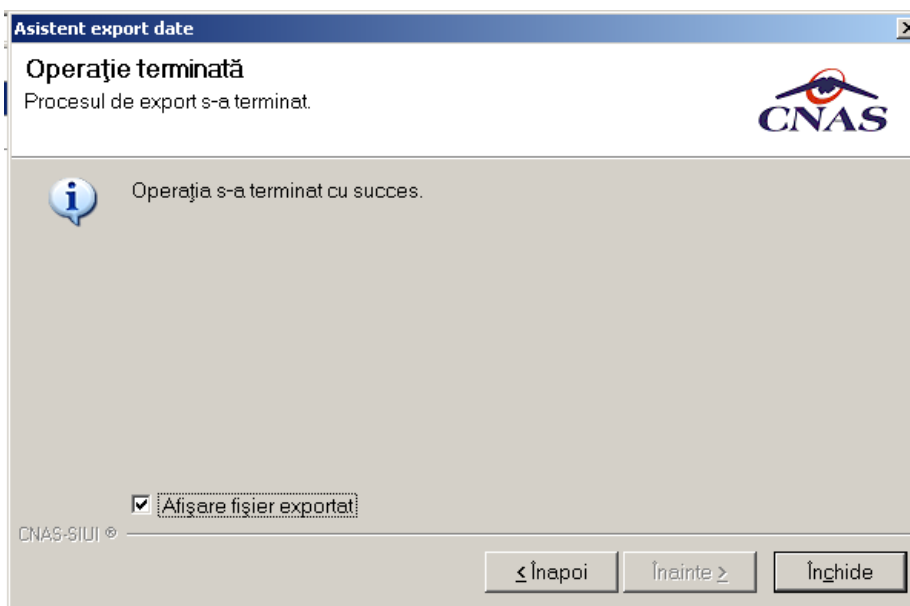 Asistent export date
Operaţie terminată
Procesul de export s-a terminat.
CNAS
Operaţia s-a terminat cu succes.
Afişare fişier exportat
CNAS-SIUI ®
< Înapoi
Înainte >
Închide